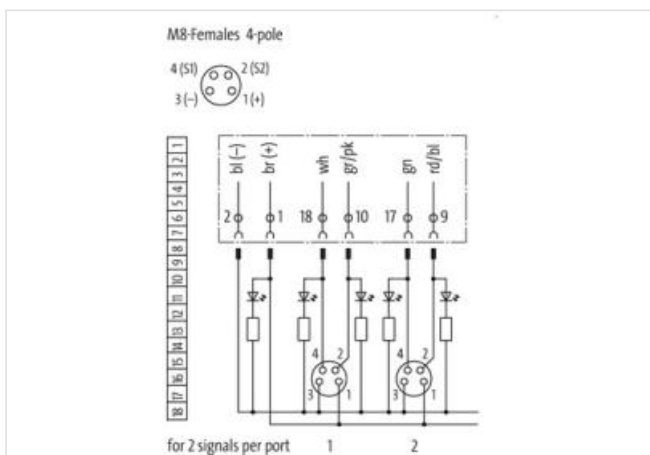 M8-Females 4-pole
4 (S1) 2 (S2)
3 (–) 1 (+)
1
2
3
4
5
6
7
8
9
10
11
12
13
14
15
16
17
18
bl (–) br (+) wh gr/pk gn rd/bl
2 1 18 10 17 9
4 2 4 2
3 1 3 1
for 2 signals per port 1 2